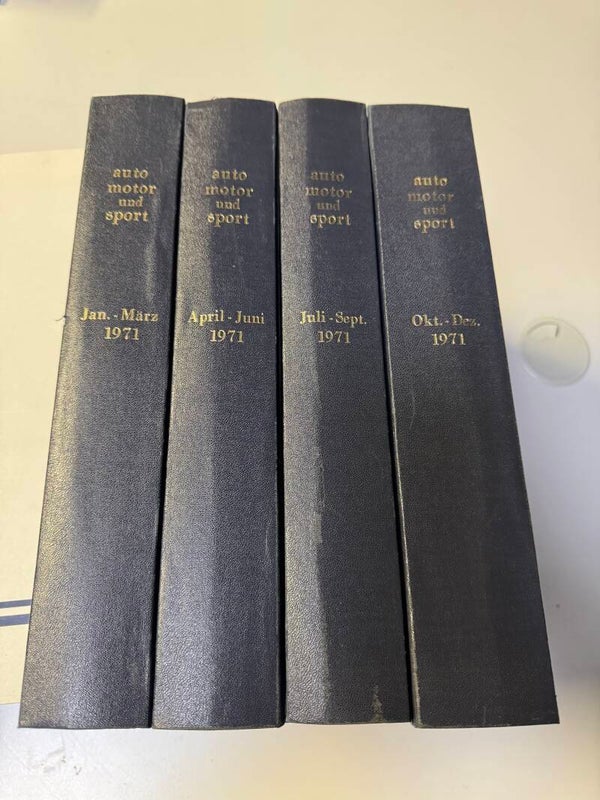 auto
motor
und
sport
Jan. - März
1971
auto
motor
und
sport
April - Juni
1971
auto
motor
und
sport
Juli - Sept.
1971
auto
motor
und
sport
Okt. - Dez.
1971